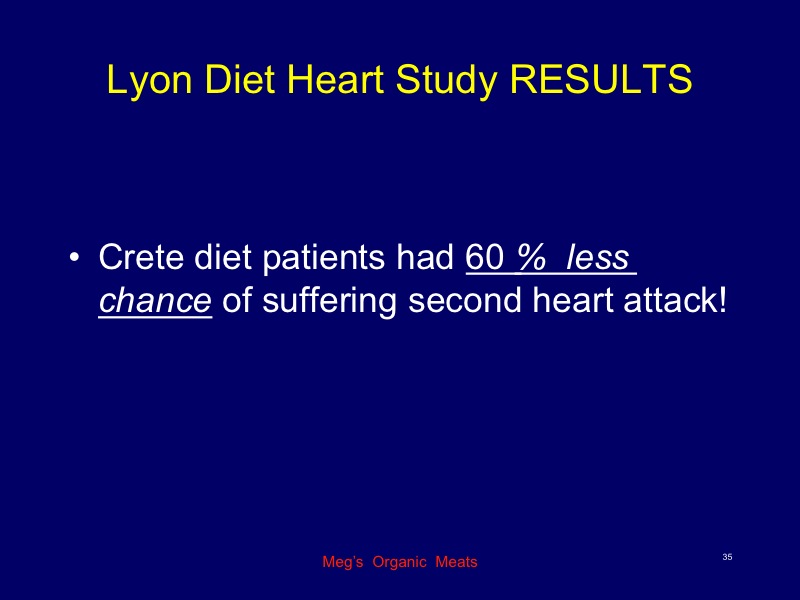 Lyon Diet Heart Study RESULTS
• Crete diet patients had 60 %  less
chance of suffering second heart attack!
Meg’s  Organic  Meats
35